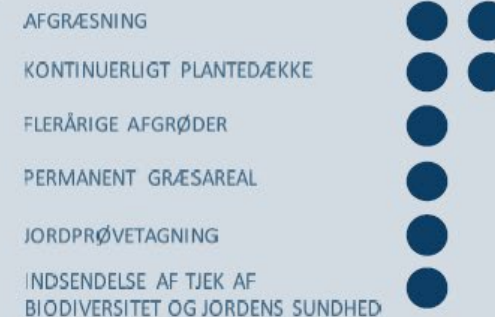 AFGRÆSNING
KONTINUERLIGT PLANTEDÆKKE
FLERÅRIGE AFGRØDER
PERMANENT GRÆSAREAL
JORDPRØVETAGNING
INDSENDELSE AF TJEK AF
BIODIVERSITET OG JORDENS SUNDHED